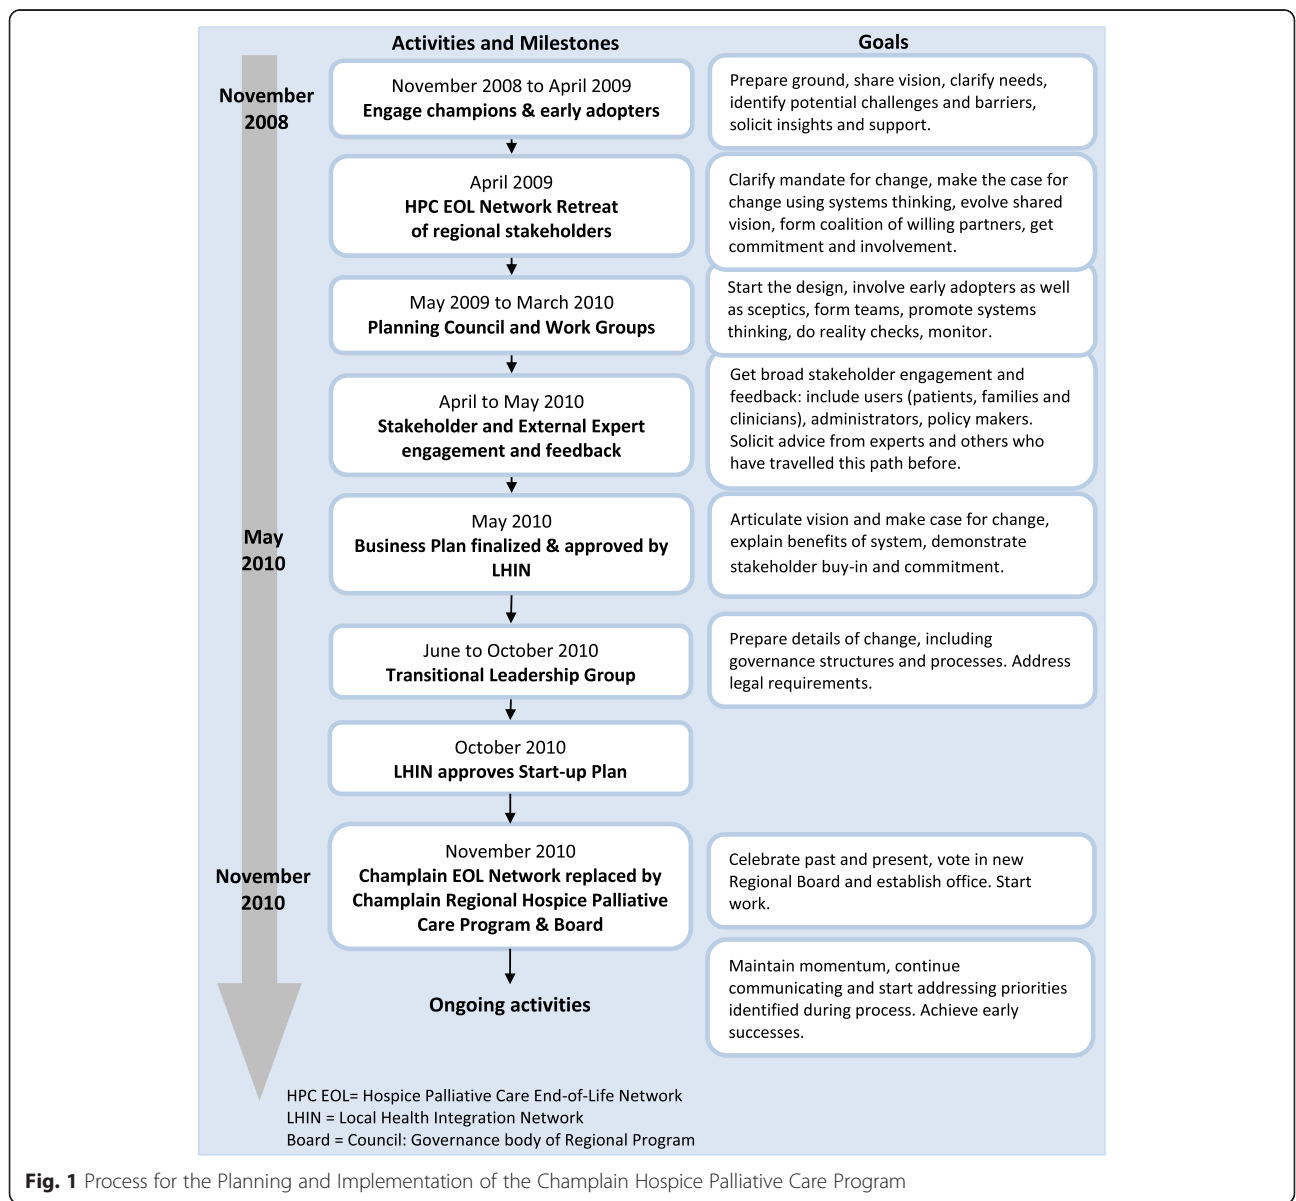 Activities and Milestones
Goals
November
2008
November 2008 to April 2009
Engage champions & early adopters
Prepare ground, share vision, clarify needs,
identify potential challenges and barriers,
solicit insights and support.
April 2009
HPC EOL Network Retreat
of regional stakeholders
Clarify mandate for change, make the case for
change using systems thinking, evolve shared
vision, form coalition of willing partners, get
commitment and involvement.
May 2009 to March 2010
Planning Council and Work Groups
Start the design, involve early adopters as well
as sceptics, form teams, promote systems
thinking, do reality checks, monitor.
April to May 2010
Stakeholder and External Expert
engagement and feedback
Get broad stakeholder engagement and
feedback: include users (patients, families and
clinicians), administrators, policy makers.
Solicit advice from experts and others who
have travelled this path before.
May
2010
May 2010
Business Plan finalized & approved by
LHIN
Articulate vision and make case for change,
explain benefits of system, demonstrate
stakeholder buy-in and commitment.
June to October 2010
Transitional Leadership Group
Prepare details of change, including
governance structures and processes. Address
legal requirements.
October 2010
LHIN approves Start-up Plan
November
2010
November 2010
Champlain EOL Network replaced by
Champlain Regional Hospice Palliative
Care Program & Board
Celebrate past and present, vote in new
Regional Board and establish office. Start
work.
Ongoing activities
Maintain momentum, continue
communicating and start addressing priorities
identified during process. Achieve early
successes.
HPC EOL= Hospice Palliative Care End-of-Life Network
LHIN = Local Health Integration Network
Board = Council: Governance body of Regional Program
Fig. 1 Process for the Planning and Implementation of the Champlain Hospice Palliative Care Program